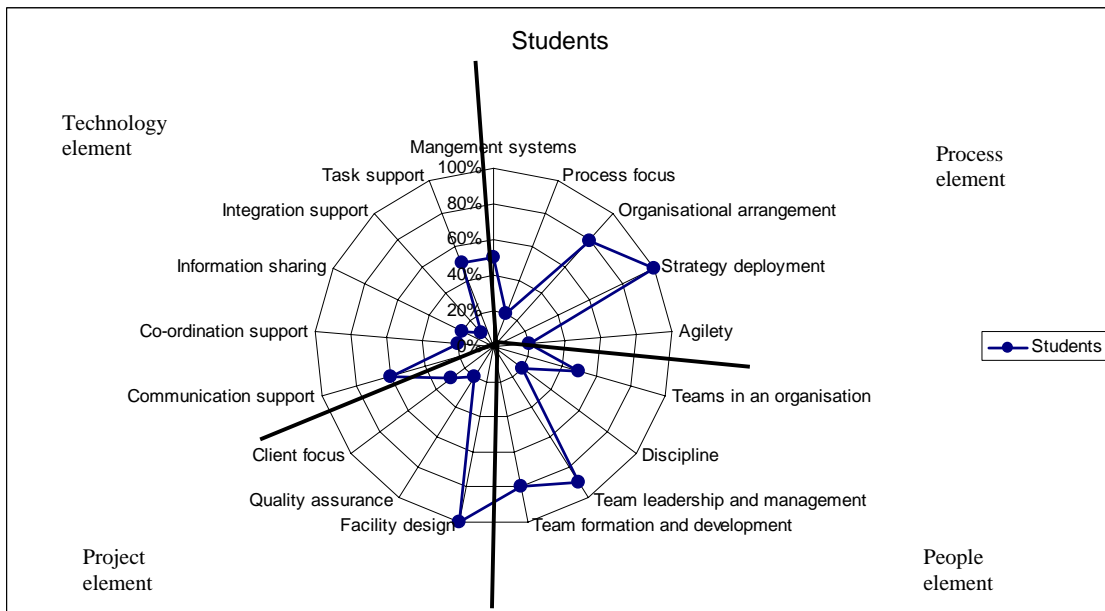 Students
Technology
element
Process
element
Mangement systems
100%
80%
60%
40%
20%
0%
Process focus
Organisational arrangement
Strategy deployment
Agilety
Teams in an organisation
Discipline
Team leadership and management
Team formation and development
Facility design
Quality assurance
Client focus
Communication support
Co-ordination support
Information sharing
Integration support
Task support
Students
Project
element
People
element